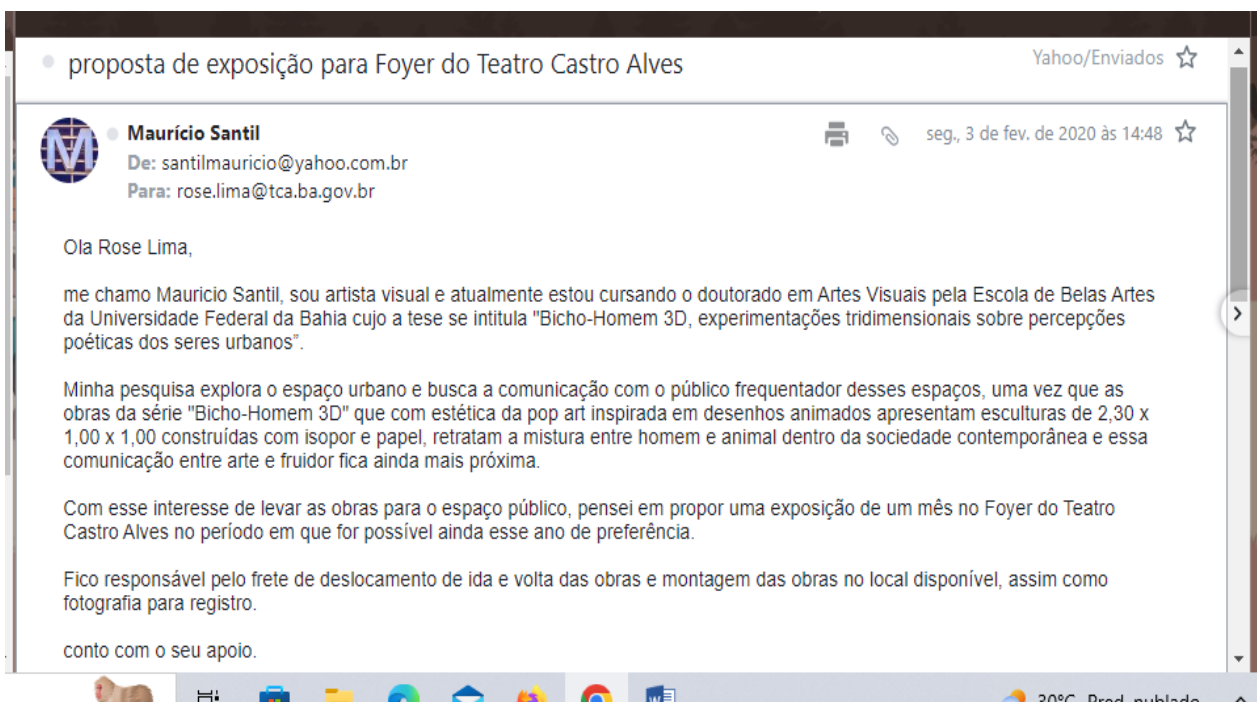 proposta de exposição para Foyer do Teatro Castro Alves
Yahoo/Enviados
Maurício Santil
seg., 3 de fev. de 2020 às 14:48
De: santilmauricio@yahoo.com.br
Para: rose.lima@tca.ba.gov.br
Ola Rose Lima,
me chamo Mauricio Santil, sou artista visual e atualmente estou cursando o doutorado em Artes Visuais pela Escola de Belas Artes
da Universidade Federal da Bahia cujo a tese se intitula "Bicho-Homem 3D, experimentações tridimensionais sobre percepções
poéticas dos seres urbanos”.
Minha pesquisa explora o espaço urbano e busca a comunicação com o público frequentador desses espaços, uma vez que as
obras da série "Bicho-Homem 3D" que com estética da pop art inspirada em desenhos animados apresentam esculturas de 2,30 x
1,00 x 1,00 construídas com isopor e papel, retratam a mistura entre homem e animal dentro da sociedade contemporânea e essa
comunicação entre arte e fruidor fica ainda mais próxima.
Com esse interesse de levar as obras para o espaço público, pensei em propor uma exposição de um mês no Foyer do Teatro
Castro Alves no período em que for possível ainda esse ano de preferência.
Fico responsável pelo frete de deslocamento de ida e volta das obras e montagem das obras no local disponível, assim como
fotografia para registro.
conto com o seu apoio.
30°C Pred. nublado